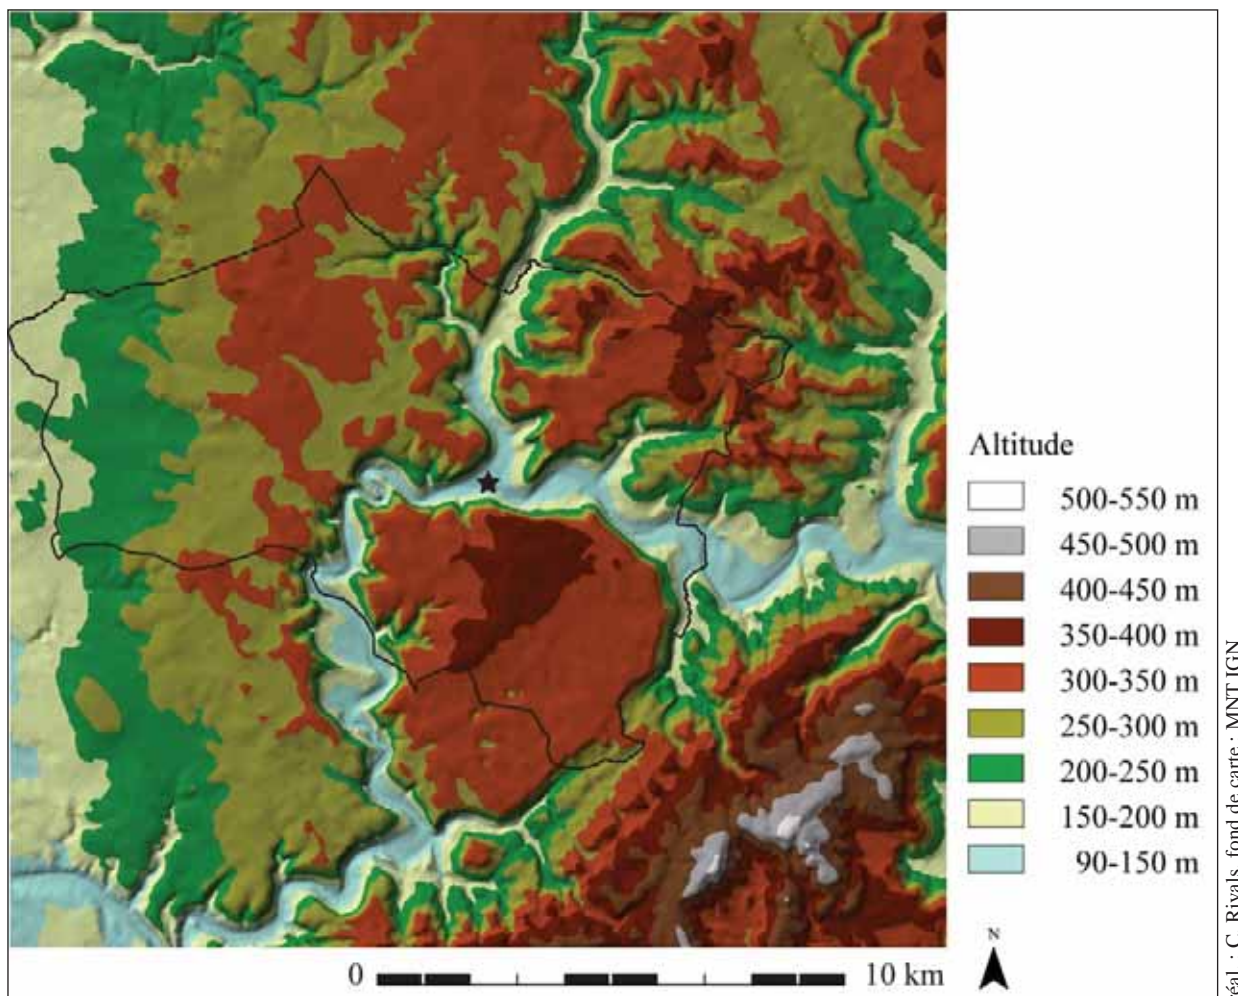 Altitude
500-550 m
450-500 m
400-450 m
350-400 m
300-350 m
250-300 m
200-250 m
150-200 m
90-150 m
N
0 10 km
C. Rivals, fond de carte : MNT IGN